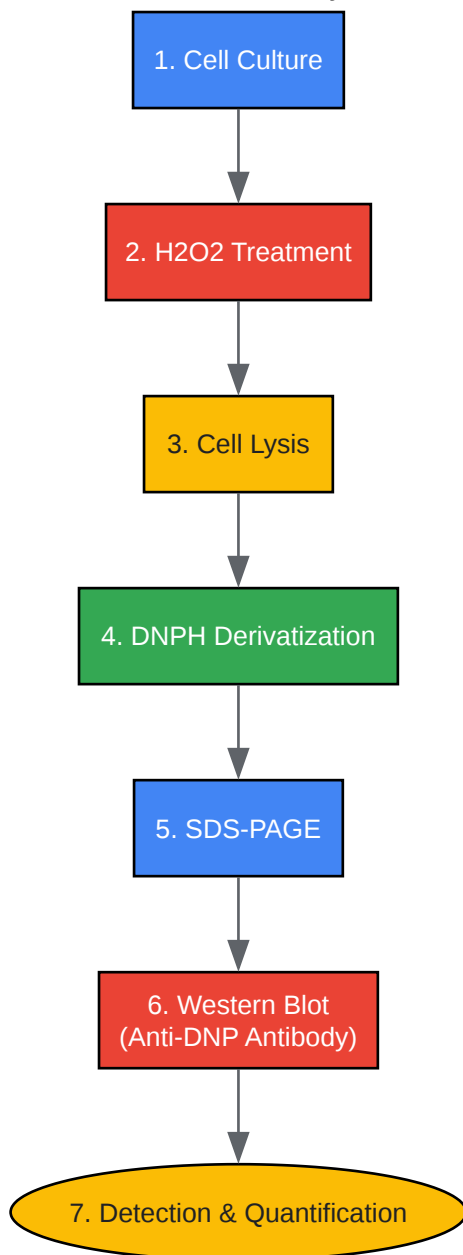 1. Cell Culture
2. H2O2 Treatment
3. Cell Lysis
4. DNPH Derivatization
5. SDS-PAGE
6. Western Blot
(Anti-DNP Antibody)
7. Detection & Quantification